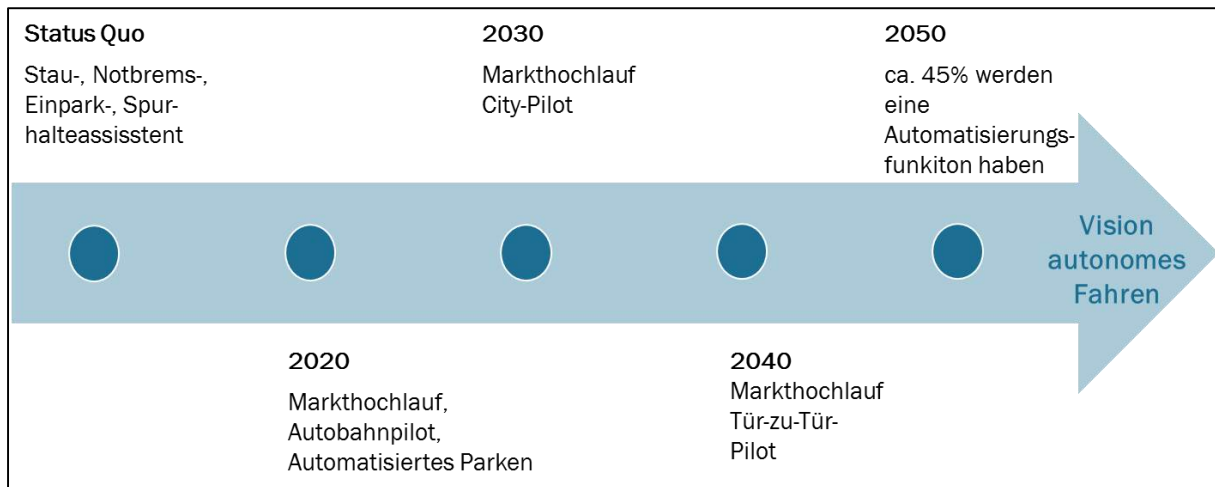 Status Quo
Stau-, Notbrems-,
Einpark-, Spur-
halteassisstent
2030
Markthochlauf
City-Pilot
2050
ca. 45% werden
eine
Automatisierungs-
funkiton haben
Vision
autonomes
Fahren
2020
Markthochlauf,
Autobahnpilot,
Automatisiertes Parken
2040
Markthochlauf
Tür-zu-Tür-
Pilot